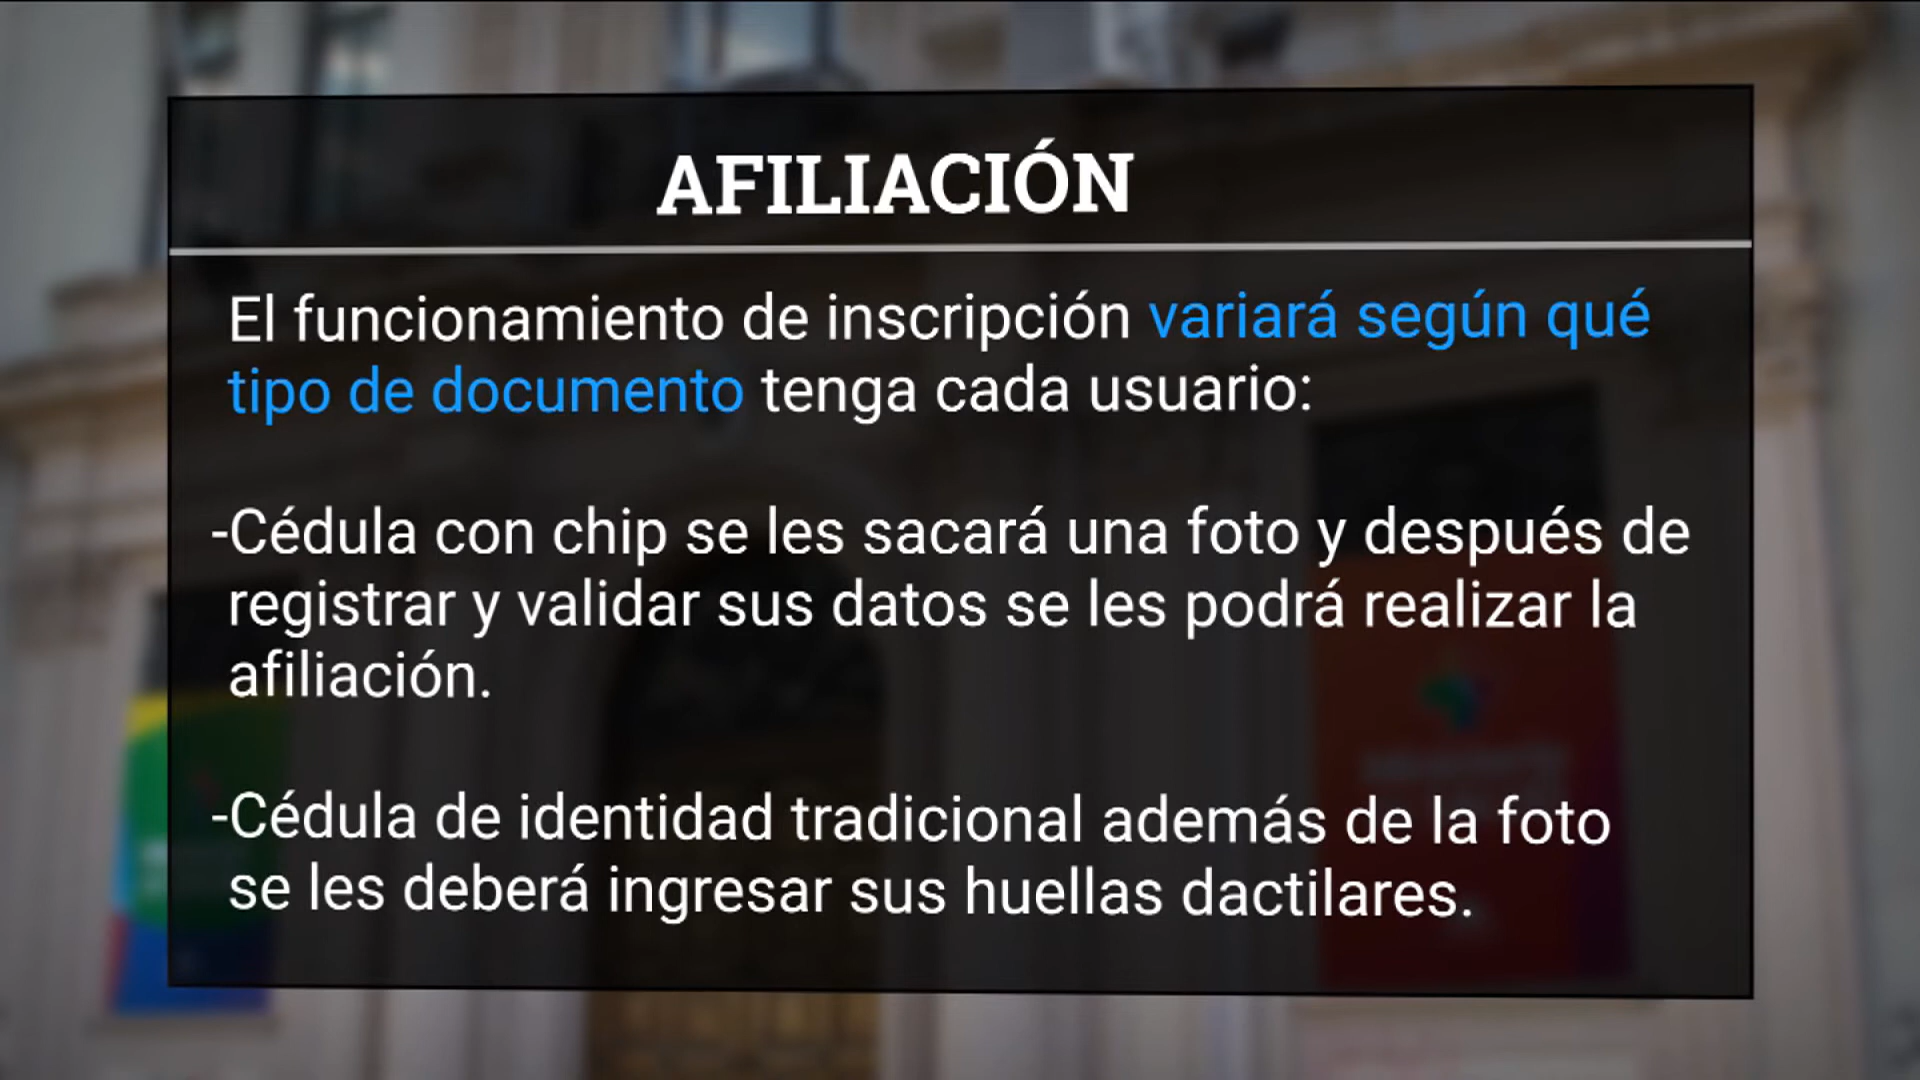 AFILIACIÓN
El funcionamiento de inscripción variará según qué
tipo de documento tenga cada usuario:
-Cédula con chip se les sacará una foto y después de
registrar y validar sus datos se les podrá realizar la
afiliación.
-Cédula de identidad tradicional además de la foto
se les deberá ingresar sus huellas dactilares.